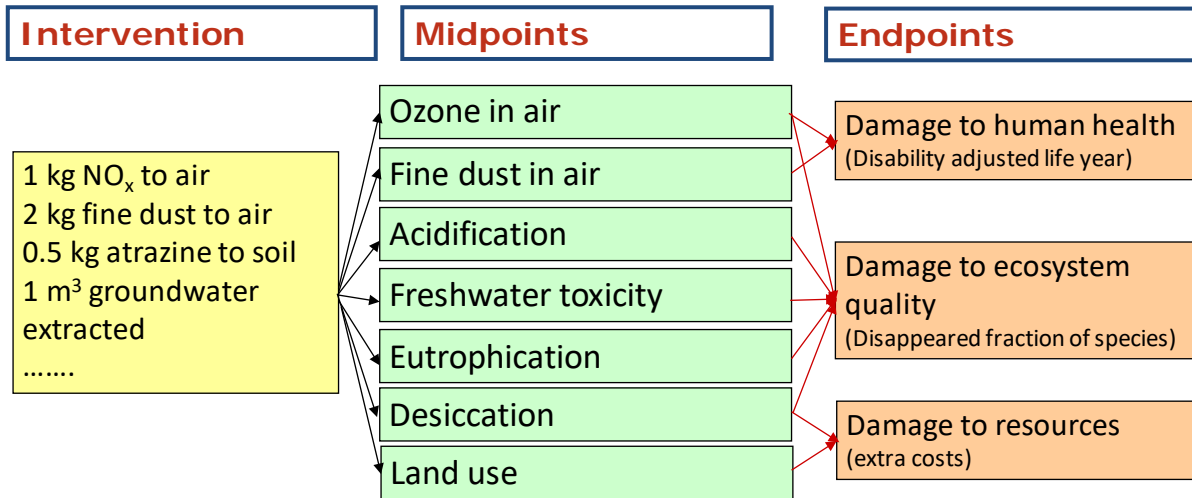 Intervention
Midpoints
Endpoints
1 kg NOₓ to air
2 kg fine dust to air
0.5 kg atrazine to soil
1 m³ groundwater
extracted
…….
Ozone in air
Fine dust in air
Acidification
Freshwater toxicity
Eutrophication
Desiccation
Land use
Damage to human health
(Disability adjusted life year)
Damage to ecosystem
quality
(Disappeared fraction of species)
Damage to resources
(extra costs)